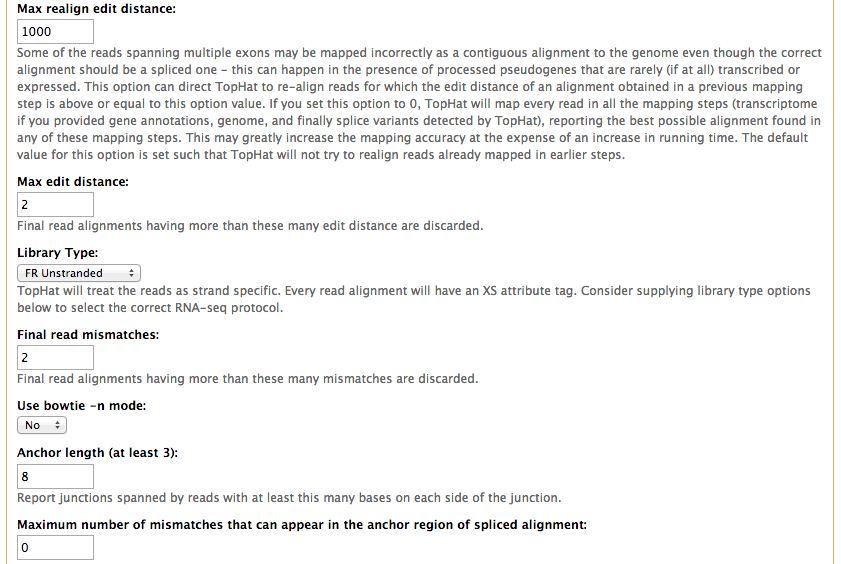 Max realign edit distance:
1000
Some of the reads spanning multiple exons may be mapped incorrectly as a contiguous alignment to the genome even though the correct
alignment should be a spliced one - this can happen in the presence of processed pseudogenes that are rarely (if at all) transcribed or
expressed. This option can direct TopHat to re-align reads for which the edit distance of an alignment obtained in a previous mapping
step is above or equal to this option value. If you set this option to 0, TopHat will map every read in all the mapping steps (transcriptome
if you provided gene annotations, genome, and finally splice variants detected by TopHat), reporting the best possible alignment found in
any of these mapping steps. This may greatly increase the mapping accuracy at the expense of an increase in running time. The default
value for this option is set such that TopHat will not try to realign reads already mapped in earlier steps.
Max edit distance:
2
Final read alignments having more than these many edit distance are discarded.
Library Type:
FR Unstranded
TopHat will treat the reads as strand specific. Every read alignment will have an XS attribute tag. Consider supplying library type options
below to select the correct RNA-seq protocol.
Final read mismatches:
2
Final read alignments having more than these many mismatches are discarded.
Use bowtie -n mode:
No
Anchor length (at least 3):
8
Report junctions spanned by reads with at least this many bases on each side of the junction.
Maximum number of mismatches that can appear in the anchor region of spliced alignment:
0